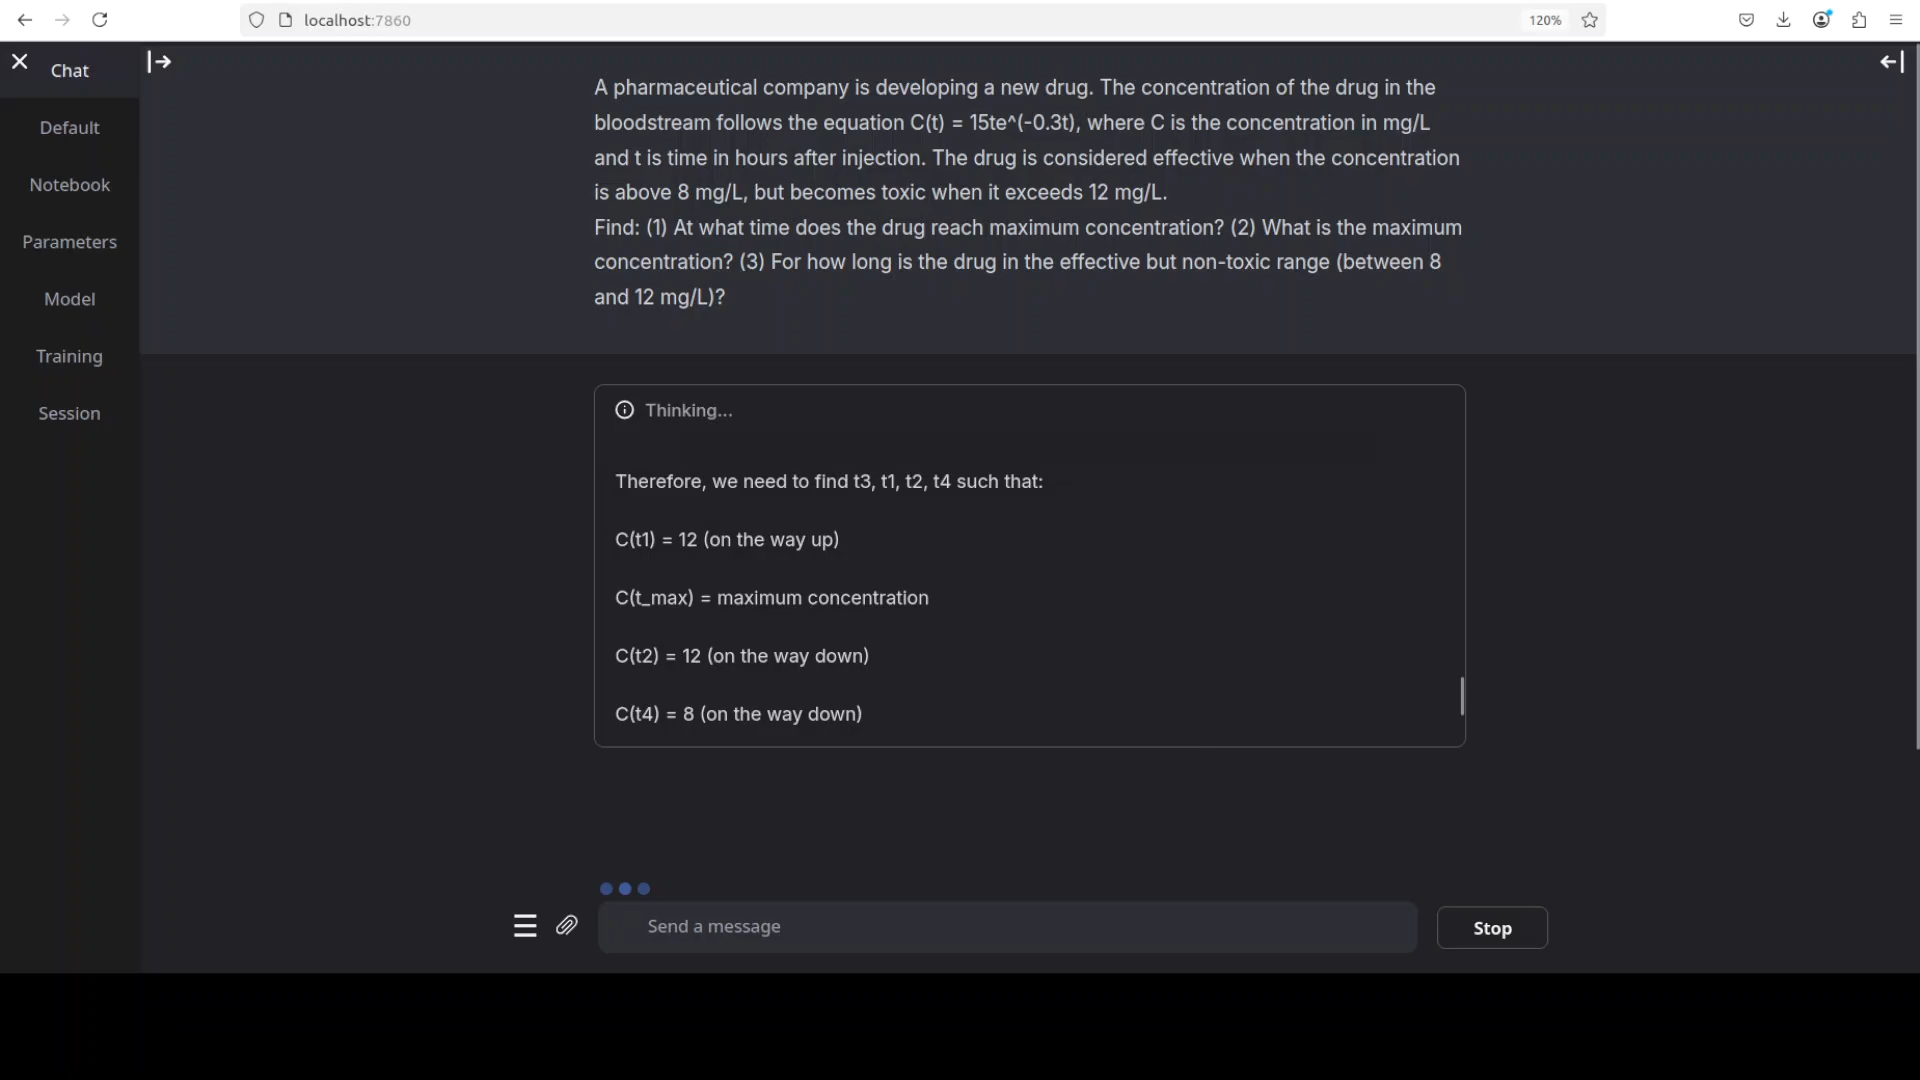 localhost:7860
120%
Chat
Default
Notebook
Parameters
Model
Training
Session
A pharmaceutical company is developing a new drug. The concentration of the drug in the
bloodstream follows the equation C(t) = 15te^(-0.3t), where C is the concentration in mg/L
and t is time in hours after injection. The drug is considered effective when the concentration
is above 8 mg/L, but becomes toxic when it exceeds 12 mg/L.
Find: (1) At what time does the drug reach maximum concentration? (2) What is the maximum
concentration? (3) For how long is the drug in the effective but non-toxic range (between 8
and 12 mg/L)?
Thinking...
Therefore, we need to find t3, t1, t2, t4 such that:
C(t1) = 12 (on the way up)
C(t_max) = maximum concentration
C(t2) = 12 (on the way down)
C(t4) = 8 (on the way down)
Send a message
Stop